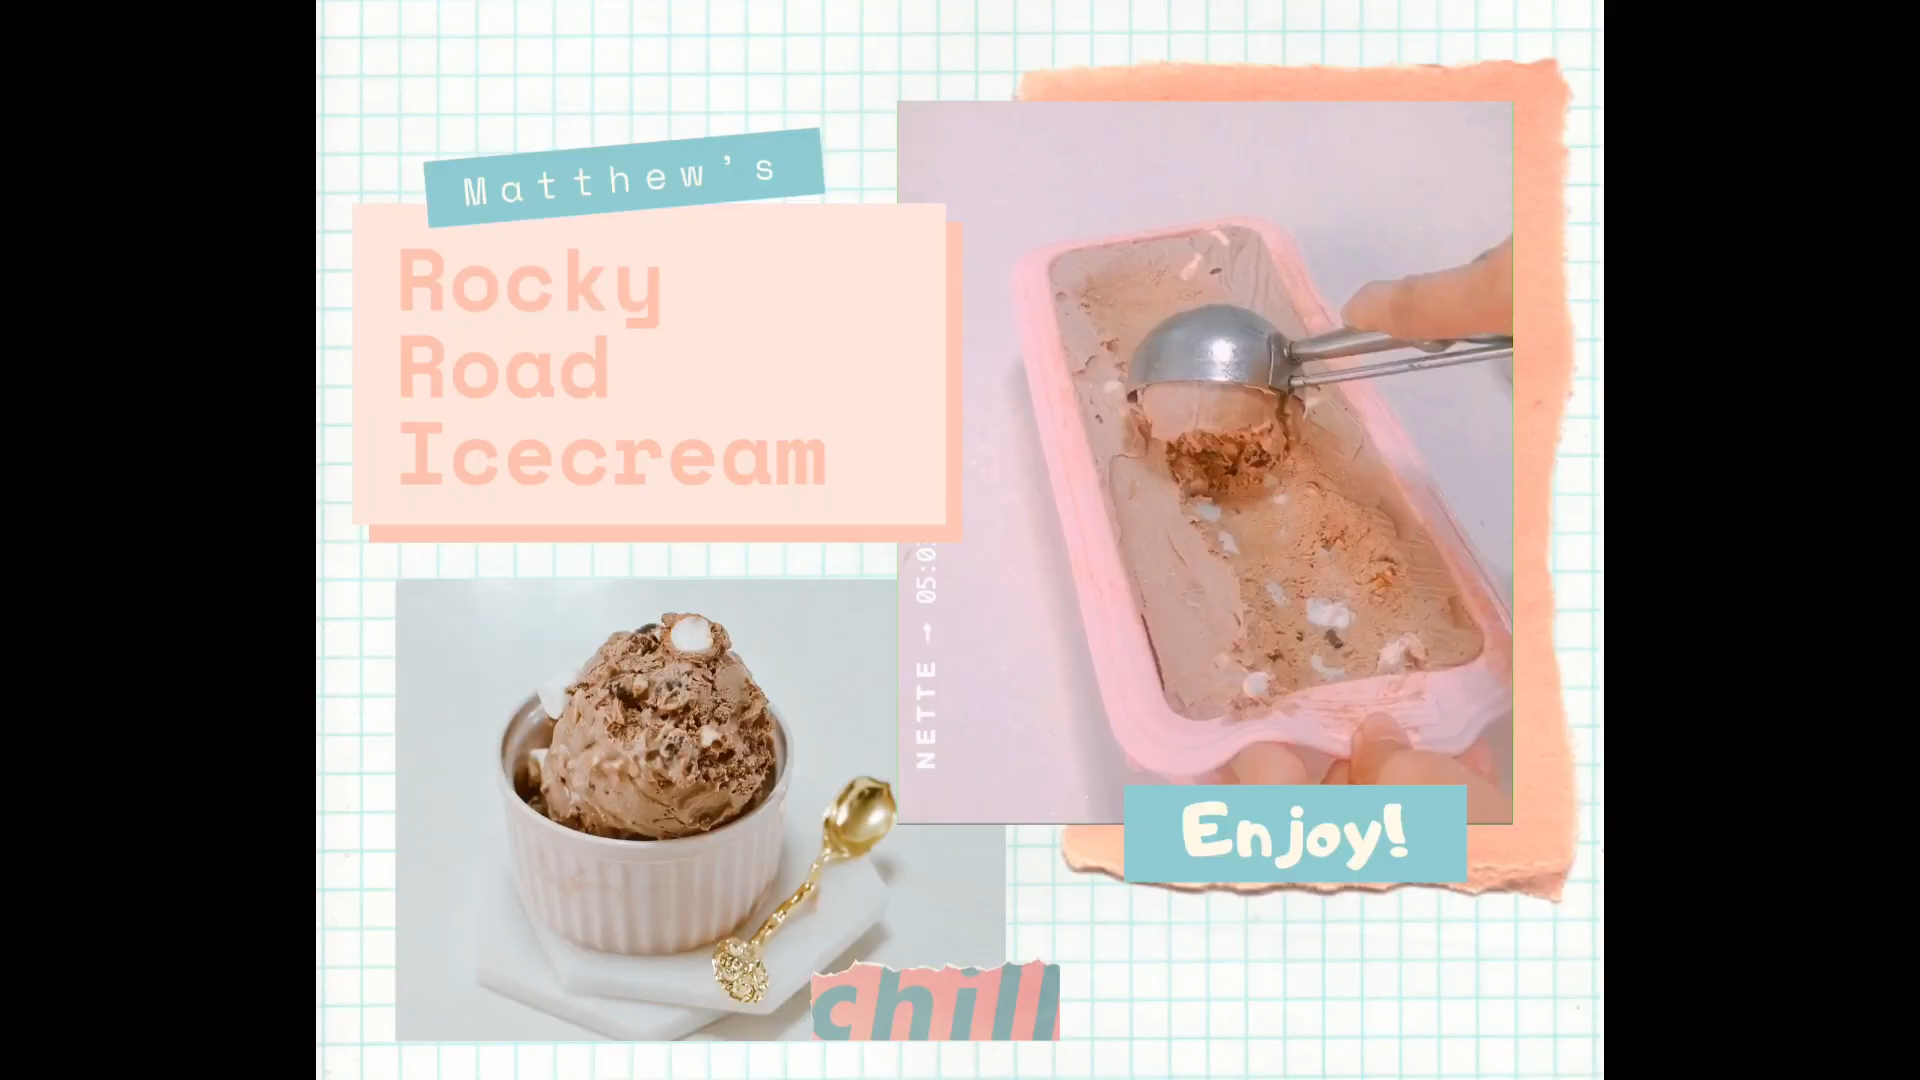 Matthew's
Rocky
Road
Icecream
NETTE → 05:0
Enjoy!
chill